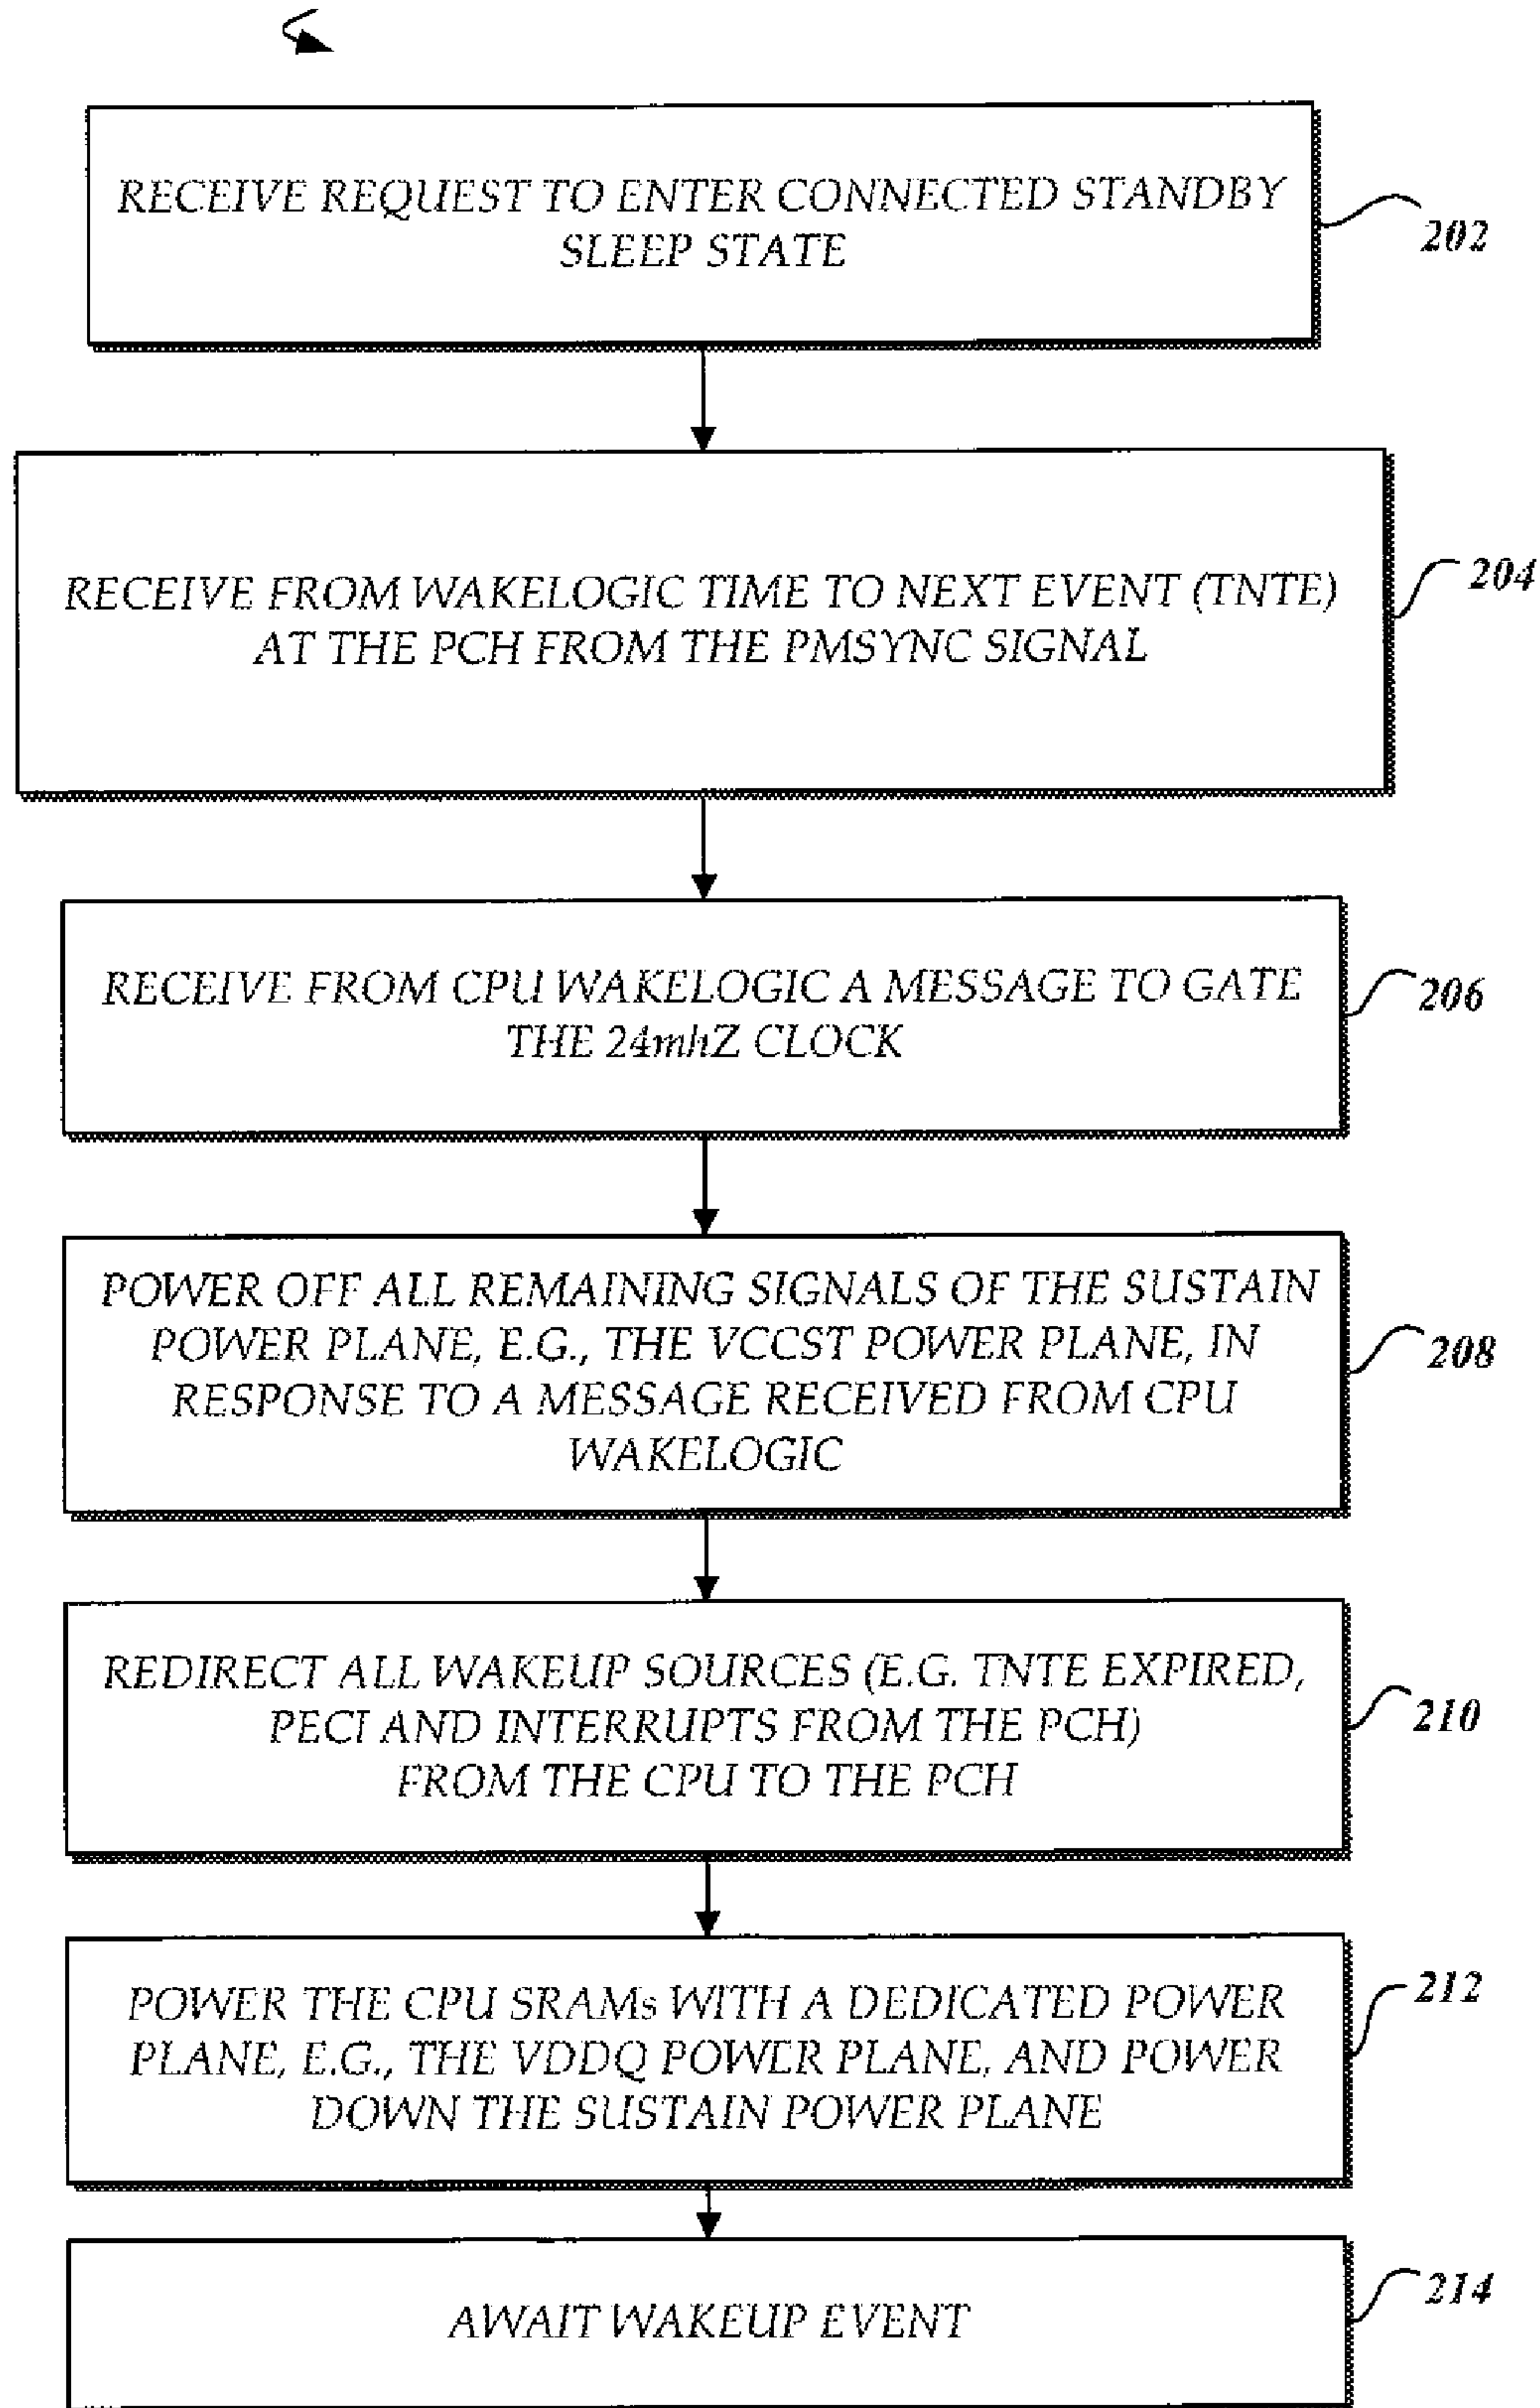 RECEIVE REQUEST TO ENTER CONNECTED STANDBY
SLEEP STATE
202
RECEIVE FROM WAKELOGIC TIME TO NEXT EVENT (TNTE)
AT THE PCH FROM THE PMSYNC SIGNAL
204
RECEIVE FROM CPU WAKELOGIC A MESSAGE TO GATE
THE 24mhZ CLOCK
206
POWER OFF ALL REMAINING SIGNALS OF THE SUSTAIN
POWER PLANE, E.G., THE VCCST POWER PLANE, IN
RESPONSE TO A MESSAGE RECEIVED FROM CPU
WAKELOGIC
208
REDIRECT ALL WAKEUP SOURCES (E.G. TNTE EXPIRED,
PECI AND INTERRUPTS FROM THE PCH)
FROM THE CPU TO THE PCH
210
POWER THE CPU SRAMs WITH A DEDICATED POWER
PLANE, E.G., THE VDDQ POWER PLANE, AND POWER
DOWN THE SUSTAIN POWER PLANE
212
AWAIT WAKEUP EVENT
214